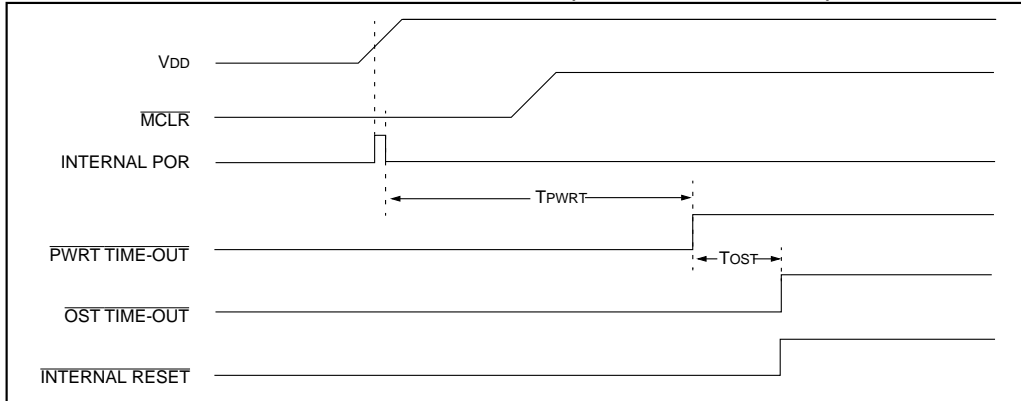 VDD
MCLR
INTERNAL POR
TPWRT
PWRT TIME-OUT
TOST
OST TIME-OUT
INTERNAL RESET